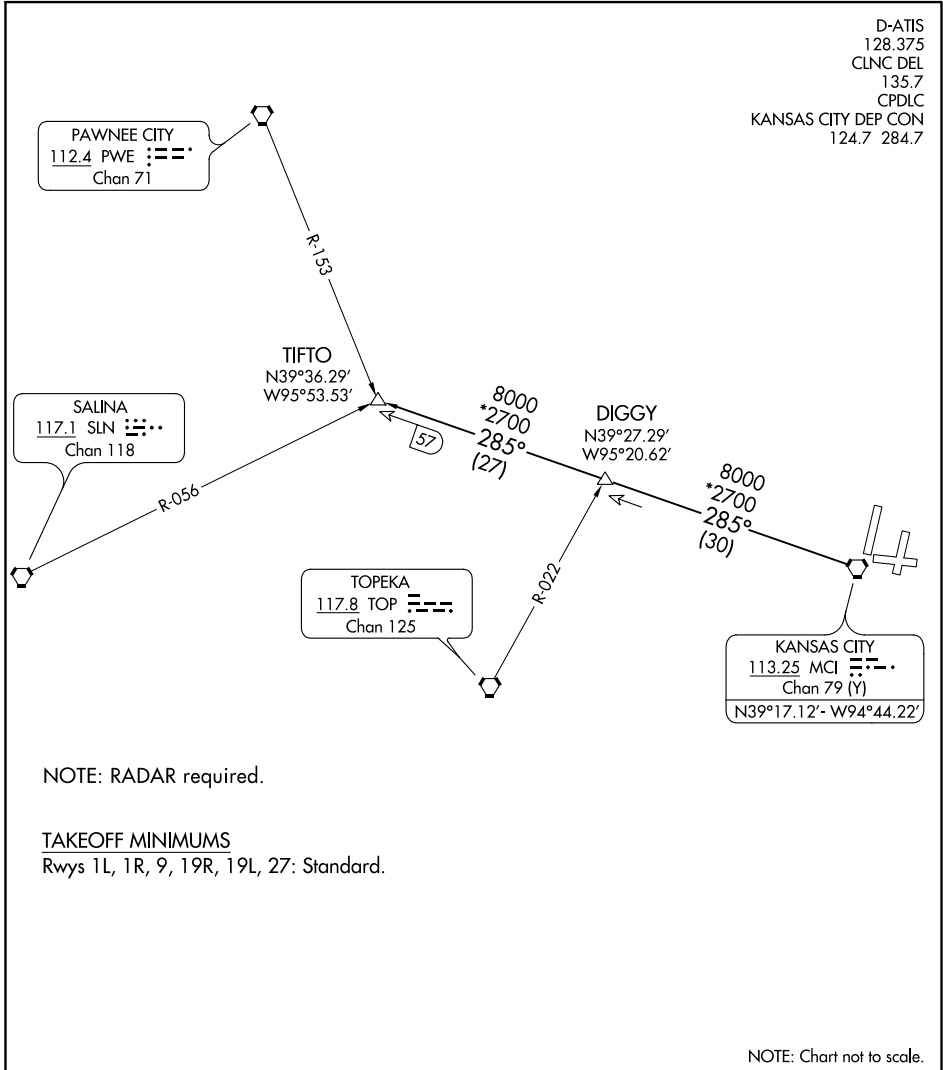 D-ATIS
128.375
CLNC DEL
135.7
CPDLC
KANSAS CITY DEP CON
124.7 284.7
PAWNEE CITY
112.4 PWE
Chan 71
R-153
TIFTO
N39°36.29'
W95°53.53'
SALINA
117.1 SLN
Chan 118
R-056
57
8000
*2700
285°
(27)
DIGGY
N39°27.29'
W95°20.62'
8000
*2700
285°
(30)
TOPEKA
117.8 TOP
Chan 125
R-022
KANSAS CITY
113.25 MCI
Chan 79 (Y)
N39°17.12'- W94°44.22'
NOTE: RADAR required.
TAKEOFF MINIMUMS
Rwys 1L, 1R, 9, 19R, 19L, 27: Standard.
NOTE: Chart not to scale.